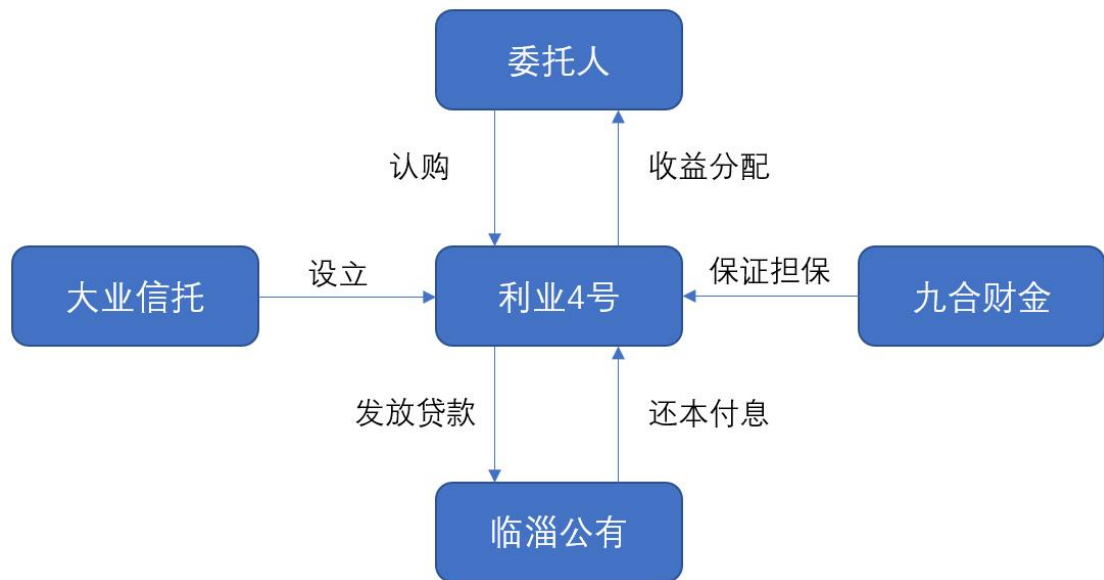 委托人
认购
收益分配
大业信托
设立
利业4号
保证担保
九合财金
发放贷款
还本付息
临淄公有